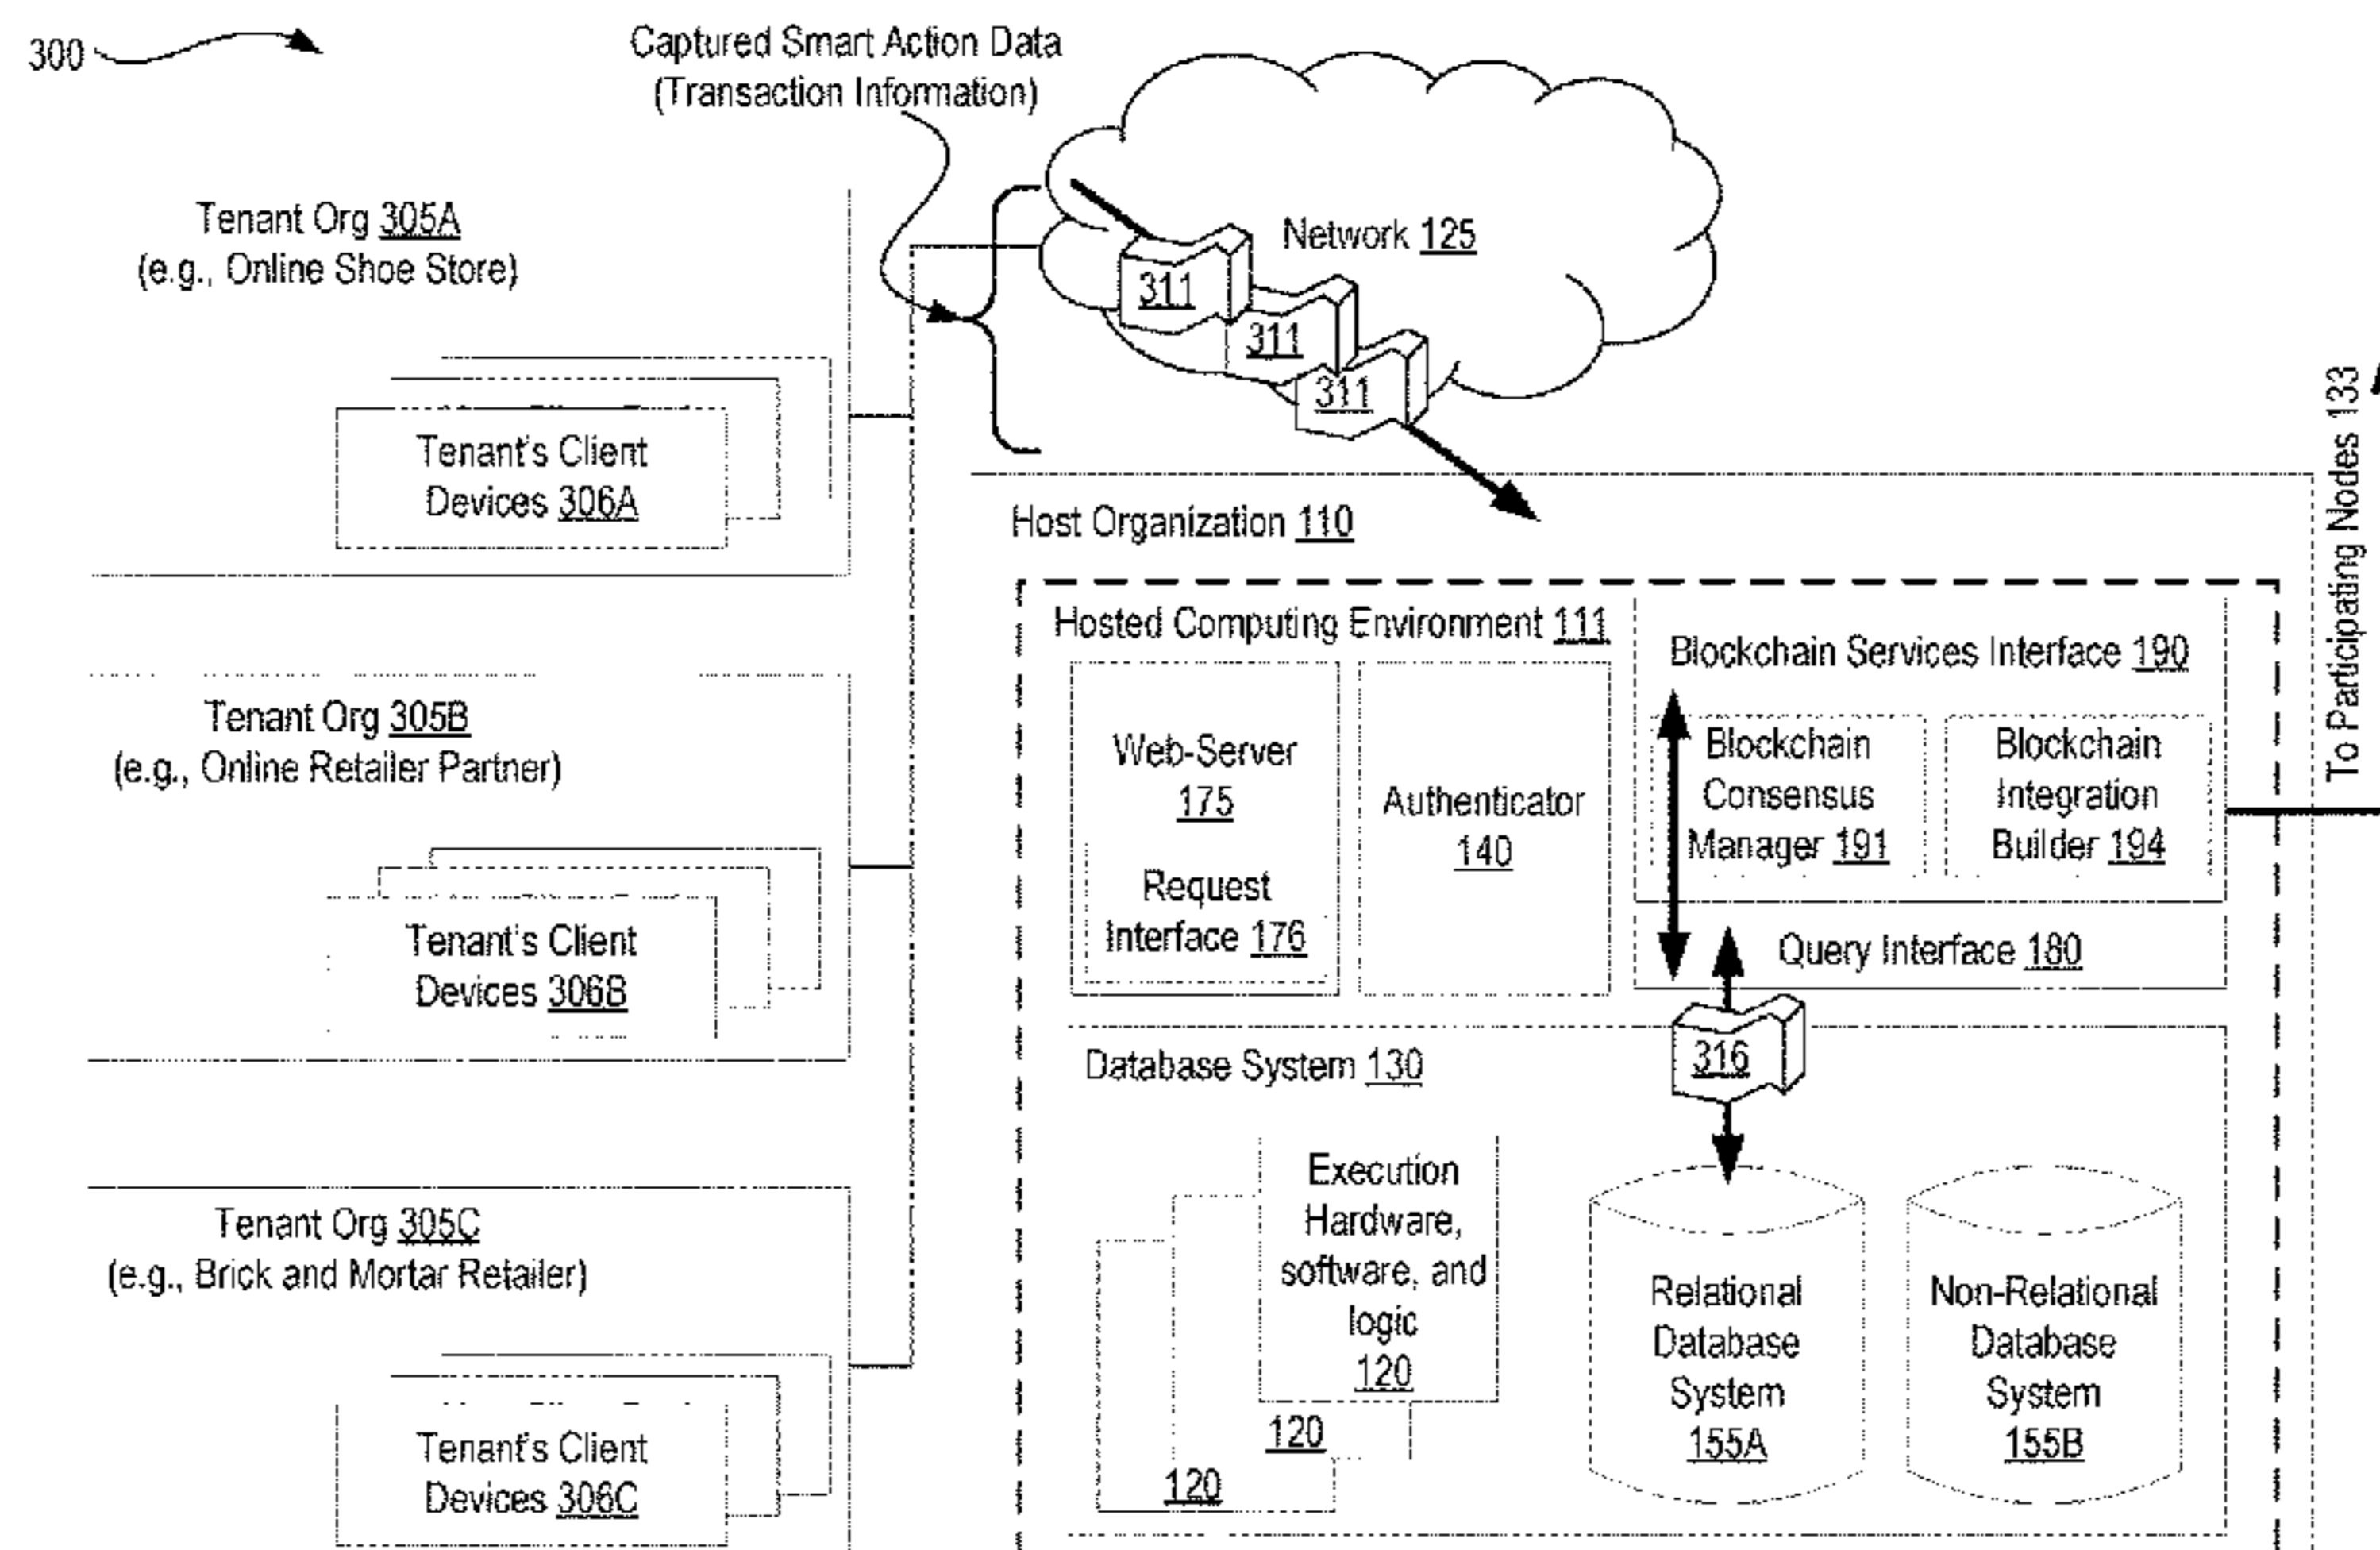 300
Captured Smart Action Data
(Transaction Information)
Network 125
311
311
311
Tenant Org 305A
(e.g., Online Shoe Store)
Tenant's Client
Devices 306A
Tenant Org 305B
(e.g., Online Retailer Partner)
Tenant's Client
Devices 306B
Tenant Org 305C
(e.g., Brick and Mortar Retailer)
Tenant's Client
Devices 306C
Host Organization 110
Hosted Computing Environment 111
Web-Server
175
Request
Interface 176
Authenticator
140
Blockchain Services Interface 190
Blockchain
Consensus
Manager 191
Blockchain
Integration
Builder 194
Query Interface 180
To Participating Nodes 133
316
Database System 130
Execution
Hardware,
software, and
logic
120
120
120
Relational
Database
System
155A
Non-Relational
Database
System
155B